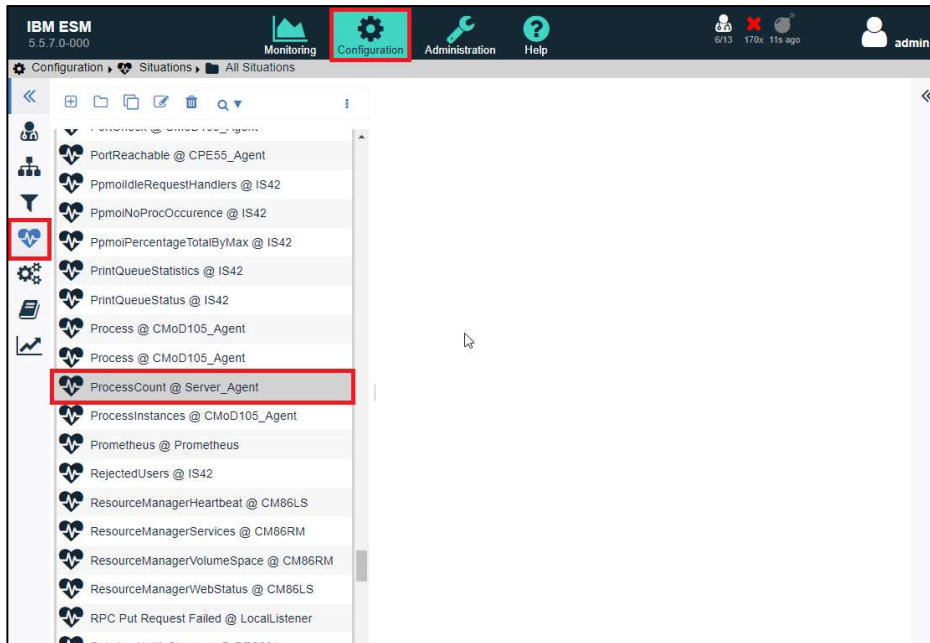 IBM ESM
5.5.7.0-000
Monitoring
Configuration
Administration
Help
6/13 170x 11s ago
admin
Configuration Situations All Situations
PortReachable @ CPE55_Agent
PpmoiIdleRequestHandlers @ IS42
PpmoiNoProcOccurence @ IS42
PpmoiPercentageTotalByMax @ IS42
PrintQueueStatistics @ IS42
PrintQueueStatus @ IS42
Process @ CMoD105_Agent
Process @ CMoD105_Agent
ProcessCount @ Server_Agent
ProcessInstances @ CMoD105_Agent
Prometheus @ Prometheus
RejectedUsers @ IS42
ResourceManagerHeartbeat @ CM86LS
ResourceManagerServices @ CM86RM
ResourceManagerVolumeSpace @ CM86RM
ResourceManagerWebStatus @ CM86LS
RPC Put Request Failed @ LocalListener